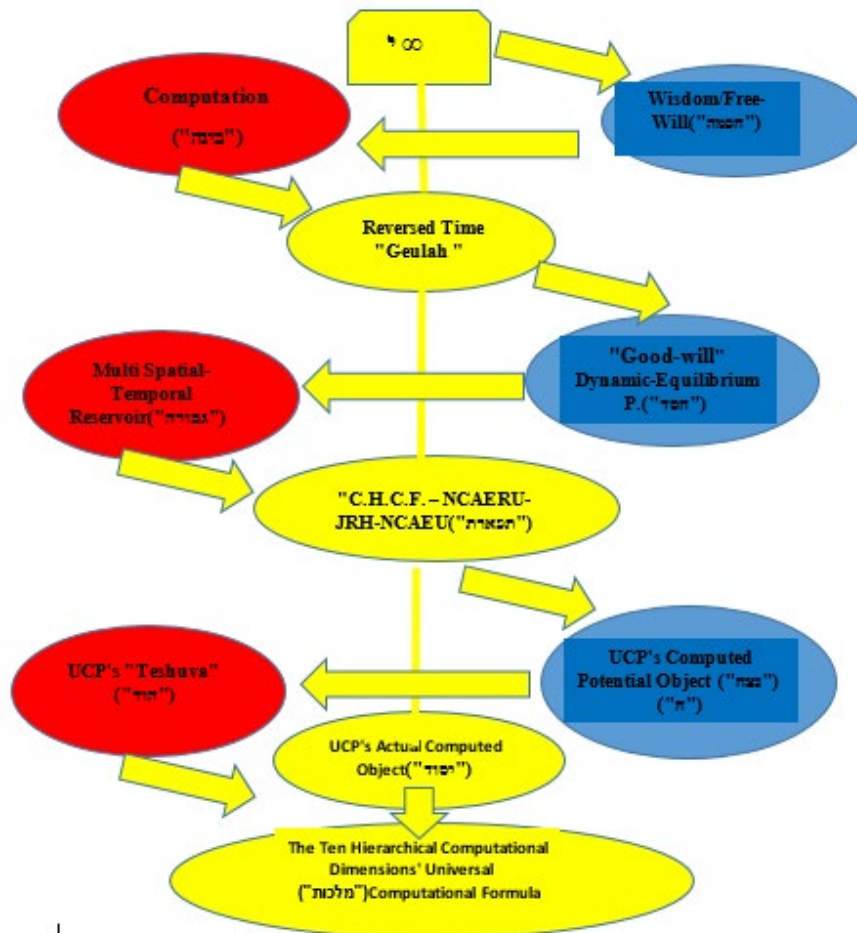 י ∞
Computation
("בינה")
Wisdom/Free-
Will("חכמה")
Reversed Time
"Geulah "
"Good-will"
Dynamic-Equilibrium
P.("חסד")
Multi Spatial-
Temporal
Reservoir("גבורה")
"C.H.C.F. – NCAERU-
JRH-NCAEU("תפארת")
UCP's "Teshuva"
("הוד")
UCP's Computed
Potential Object ("נצח")
("ה")
UCP's Actual Computed
Object("יסוד")
The Ten Hierarchical Computational
Dimensions' Universal
("מלכות")Computational Formula